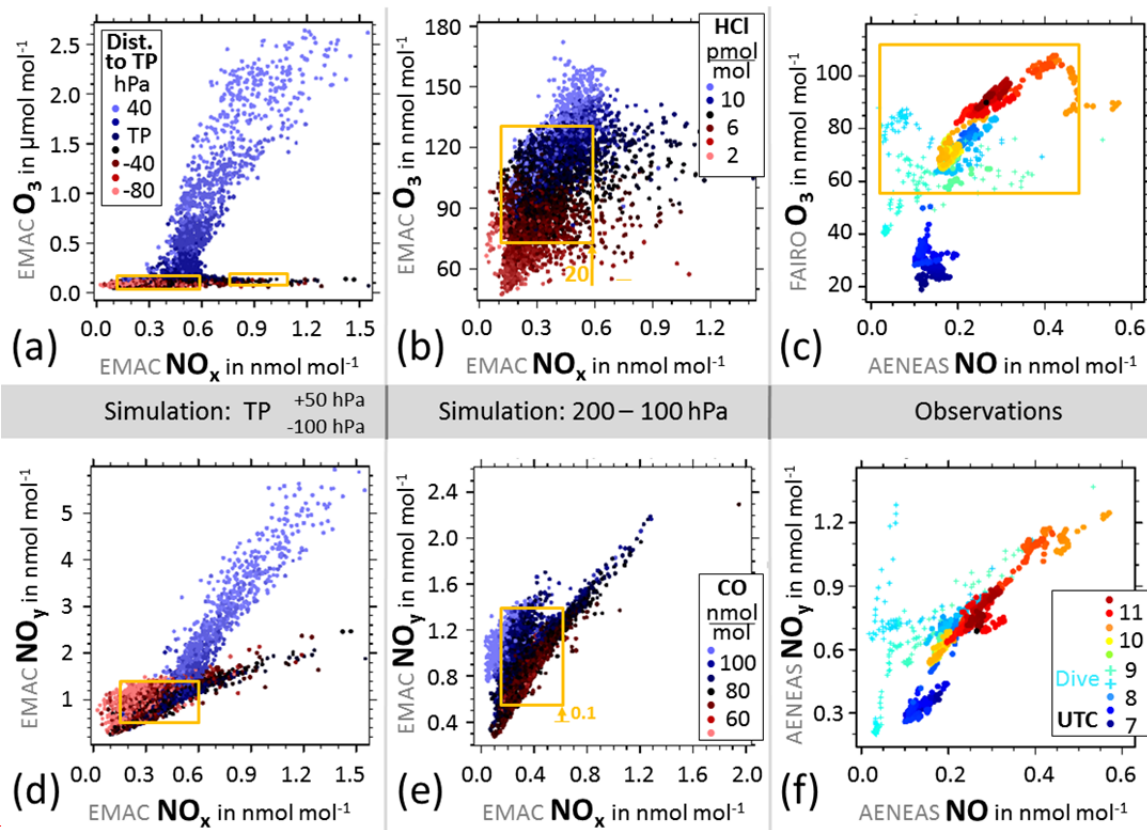 EMAC O3 in μmol mol-1
2.5
2.0
1.5
1.0
0.5
0.0
Dist.
to TP
hPa
40
TP
-40
-80
0.0 0.3 0.6 0.9 1.2 1.5
(a)
EMAC NOx in nmol mol-1
EMAC O3 in nmol mol-1
180
150
120
90
60
HCl
pmol
mol
10
6
2
20
0.0 0.3 0.6 0.9 1.2
(b)
EMAC NOx in nmol mol-1
FAIRO O3 in nmol mol-1
100
80
60
40
20
0.0 0.2 0.4 0.6
(c)
AENEAS NO in nmol mol-1
Simulation: TP +50 hPa
-100 hPa
Simulation: 200 – 100 hPa
Observations
EMAC NOy in nmol mol-1
5
4
3
2
1
0.0 0.3 0.6 0.9 1.2 1.5
(d)
EMAC NOx in nmol mol-1
EMAC NOy in nmol mol-1
2.4
2.0
1.6
1.2
0.8
0.4
CO
nmol
mol
100
80
60
0.1
0.0 0.4 0.8 1.2 1.6 2.0
(e)
EMAC NOx in nmol mol-1
AENEAS NOy in nmol mol-1
1.2
0.9
0.6
0.3
11
10
Dive 9
8
UTC 7
0.0 0.2 0.4 0.6
(f)
AENEAS NO in nmol mol-1